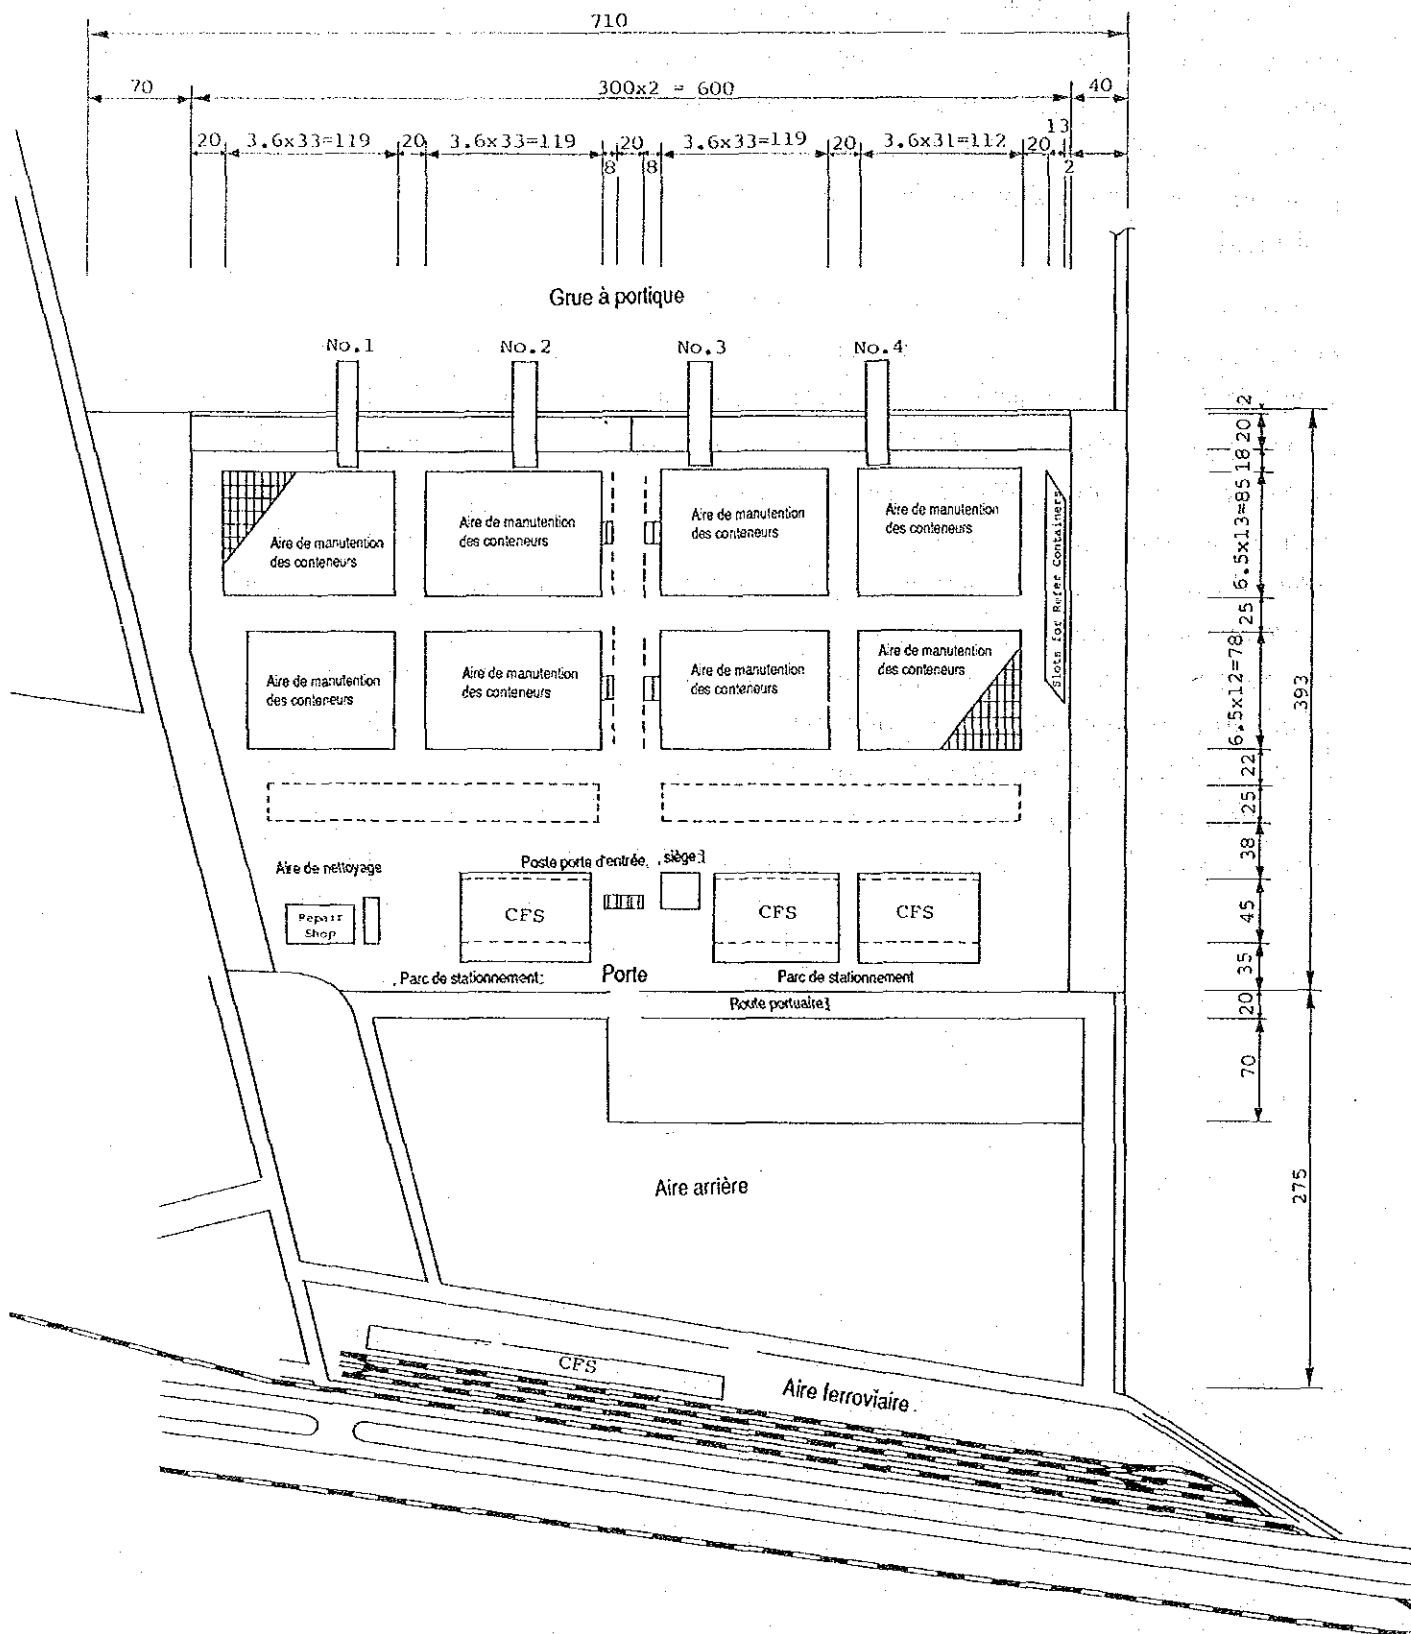 710
70
300x2 = 600
40
20
3.6x33=119
20
3.6x33=119
8
20
8
3.6x33=119
20
3.6x31=112
20
13
2
Grue à portique
No.1
No.2
No.3
No.4
2
20
18
6.5x13=85
25
6.5x12=78
22
25
38
45
35
20
70
393
275
Aire de manutention
des conteneurs
Aire de manutention
des conteneurs
Aire de manutention
des conteneurs
Aire de manutention
des conteneurs
Slots for Refer Containers
Aire de manutention
des conteneurs
Aire de manutention
des conteneurs
Aire de manutention
des conteneurs
Aire de manutention
des conteneurs
Aire de nettoyage
Poste porte d'entrée
siège
Repair
Shop
CFS
CFS
CFS
Parc de stationnement
Porte
Parc de stationnement
Route portuaire
Aire arrière
CFS
Aire ferroviaire